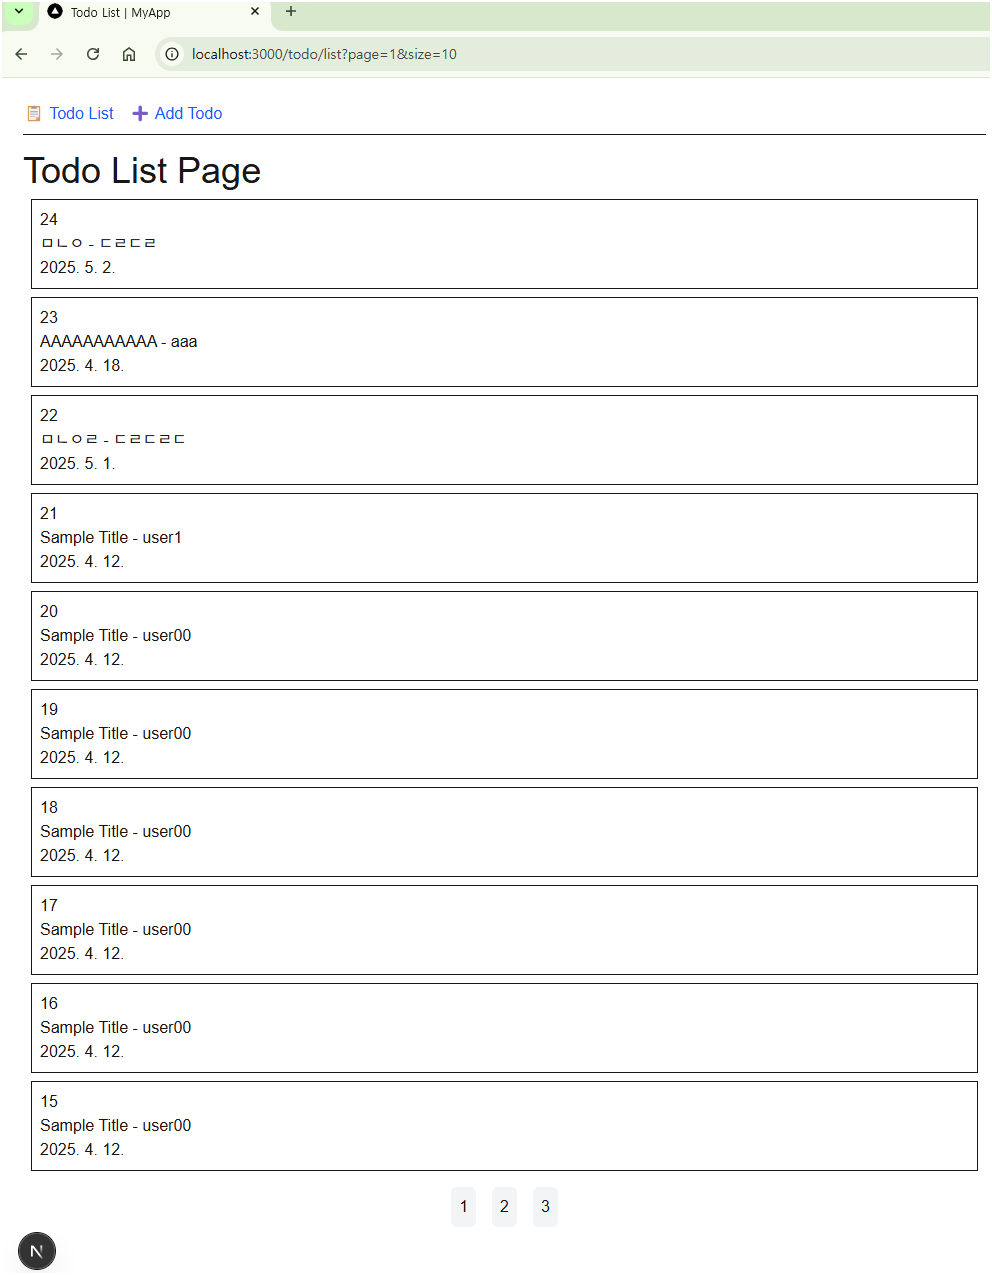 Todo List | MyApp
localhost:3000/todo/list?page=1&size=10
Todo List Add Todo
Todo List Page
24
ㅁㄴㅇ - ㄷㄹㄷㄹ
2025. 5. 2.
23
AAAAAAAAAAA - aaa
2025. 4. 18.
22
ㅁㄴㅇㄹ - ㄷㄹㄷㄹㄷ
2025. 5. 1.
21
Sample Title - user1
2025. 4. 12.
20
Sample Title - user00
2025. 4. 12.
19
Sample Title - user00
2025. 4. 12.
18
Sample Title - user00
2025. 4. 12.
17
Sample Title - user00
2025. 4. 12.
16
Sample Title - user00
2025. 4. 12.
15
Sample Title - user00
2025. 4. 12.
1 2 3
N